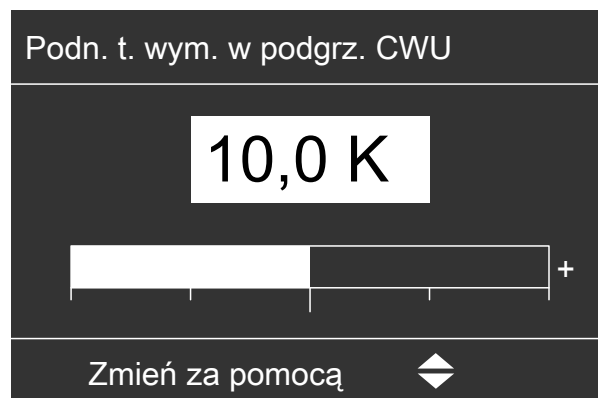 Podn. t. wym. w podgrz. CWU
10,0 K
+
Zmień za pomocą